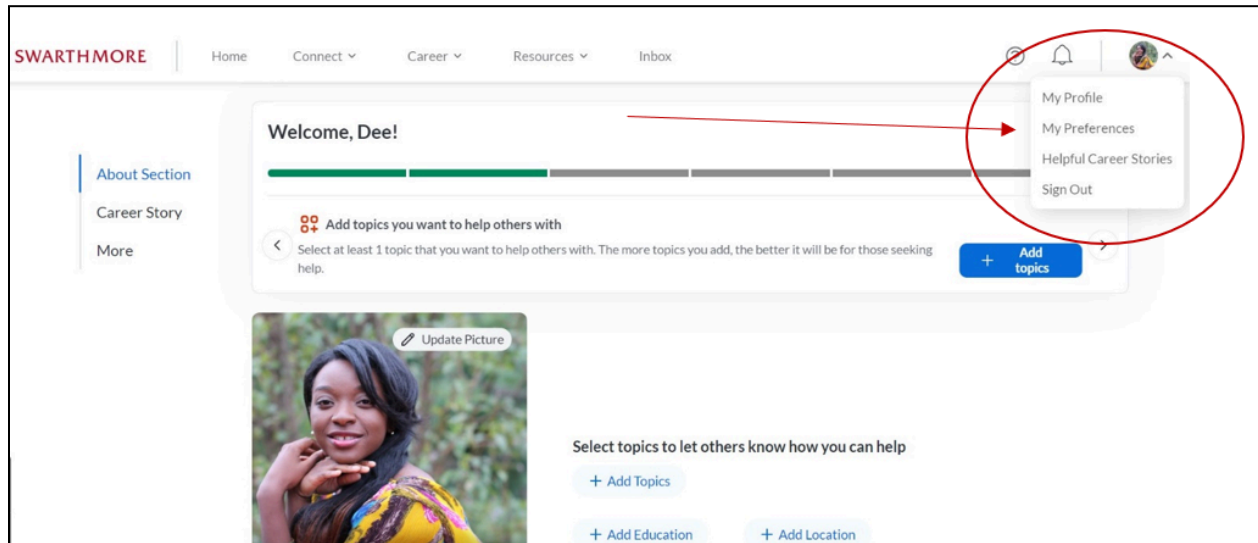 SWARTHMORE
Home
Connect
Career
Resources
Inbox
My Profile
My Preferences
Helpful Career Stories
Sign Out
Welcome, Dee!
About Section
Career Story
More
Add topics you want to help others with
Select at least 1 topic that you want to help others with. The more topics you add, the better it will be for those seeking
help.
+ Add
topics
Update Picture
Select topics to let others know how you can help
+ Add Topics
+ Add Education
+ Add Location